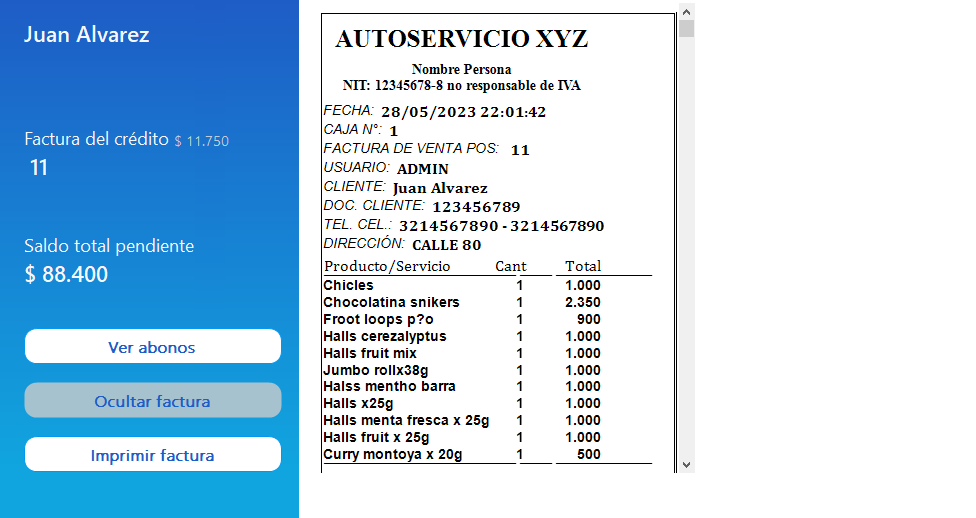 Juan Alvarez
Factura del crédito $ 11.750
11
Saldo total pendiente
$ 88.400
Ver abonos
Ocultar factura
Imprimir factura
AUTOSERVICIO XYZ
Nombre Persona
NIT: 12345678-8 no responsable de IVA
FECHA: 28/05/2023 22:01:42
CAJA N°: 1
FACTURA DE VENTA POS: 11
USUARIO: ADMIN
CLIENTE: Juan Alvarez
DOC. CLIENTE: 123456789
TEL. CEL.: 3214567890 - 3214567890
DIRECCIÓN: CALLE 80
Producto/Servicio Cant Total
Chicles 1 1.000
Chocolatina snikers 1 2.350
Froot loops p?o 1 900
Halls cerezalyptus 1 1.000
Halls fruit mix 1 1.000
Jumbo rollx38g 1 1.000
Halss mentho barra 1 1.000
Halls x25g 1 1.000
Halls menta fresca x 25g 1 1.000
Halls fruit x 25g 1 1.000
Curry montoya x 20g 1 500